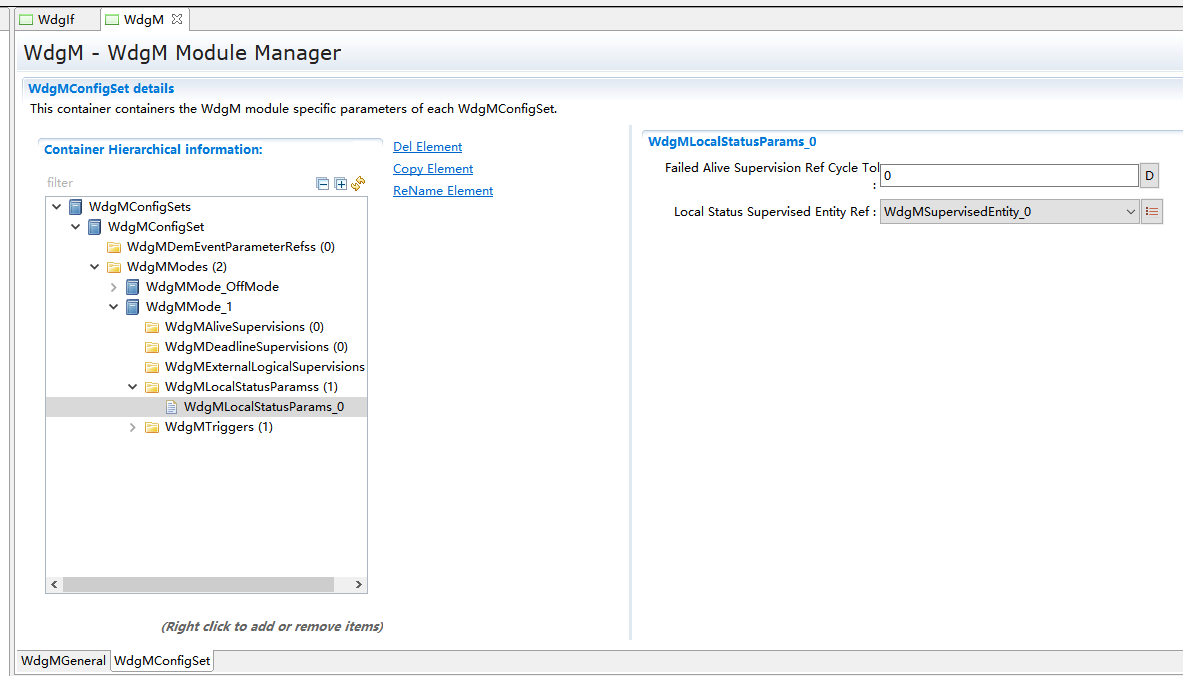 WdgIf
WdgM
WdgM - WdgM Module Manager
WdgMConfigSet details
This container containers the WdgM module specific parameters of each WdgMConfigSet.
Container Hierarchical information:
filter
Del Element
Copy Element
ReName Element
WdgMConfigSets
WdgMConfigSet
WdgMDemEventParameterRefss (0)
WdgMModes (2)
WdgMMode_OffMode
WdgMMode_1
WdgMAliveSupervisions (0)
WdgMDeadlineSupervisions (0)
WdgMExternalLogicalSupervisions
WdgMLocalStatusParamss (1)
WdgMLocalStatusParams_0
WdgMTriggers (1)
(Right click to add or remove items)
WdgMLocalStatusParams_0
Failed Alive Supervision Ref Cycle Tol
: 0 D
Local Status Supervised Entity Ref : WdgMSupervisedEntity_0
WdgMGeneral WdgMConfigSet